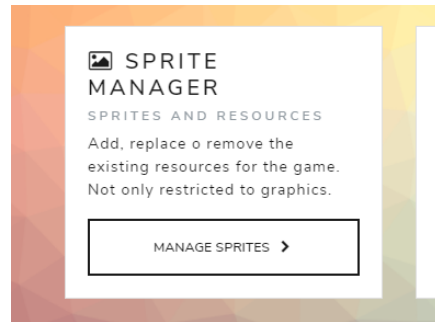 SPRITE
MANAGER
SPRITES AND RESOURCES
Add, replace o remove the
existing resources for the game.
Not only restricted to graphics.
MANAGE SPRITES